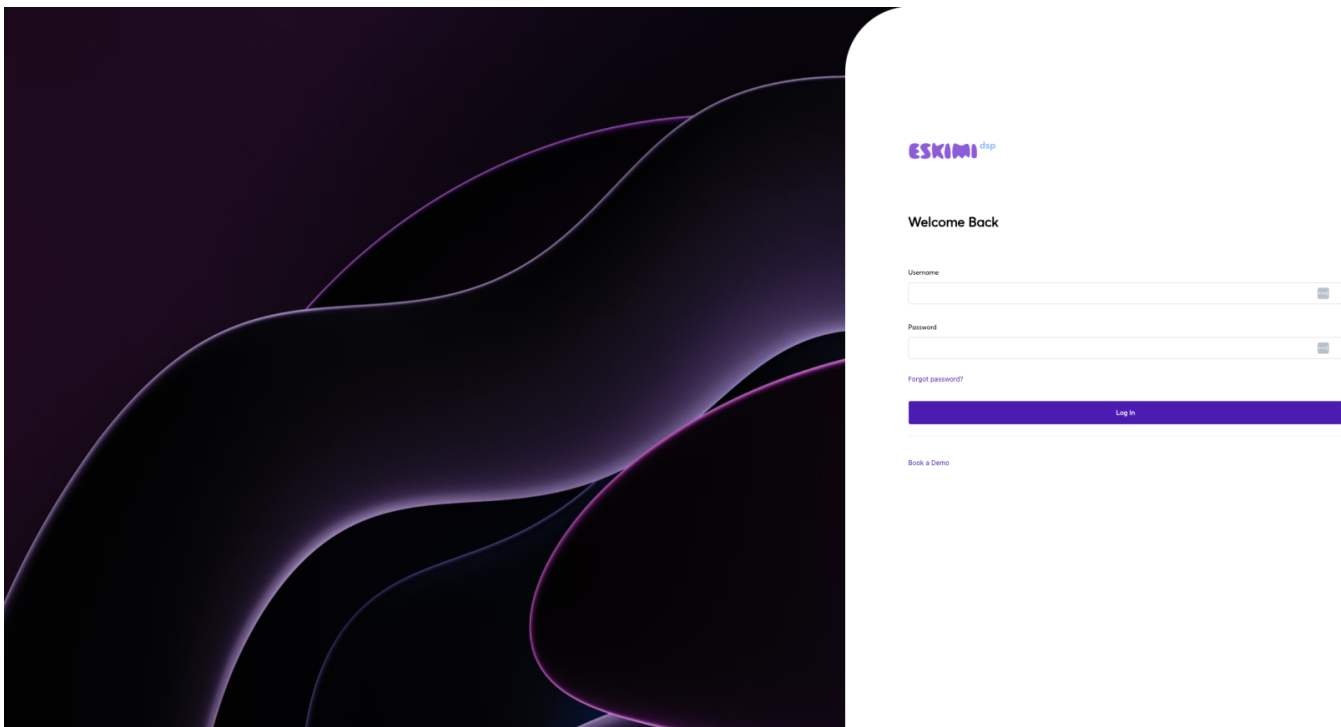 ESKIMI dsp
Welcome Back
Username
Password
Forgot password?
Log In
Book a Demo